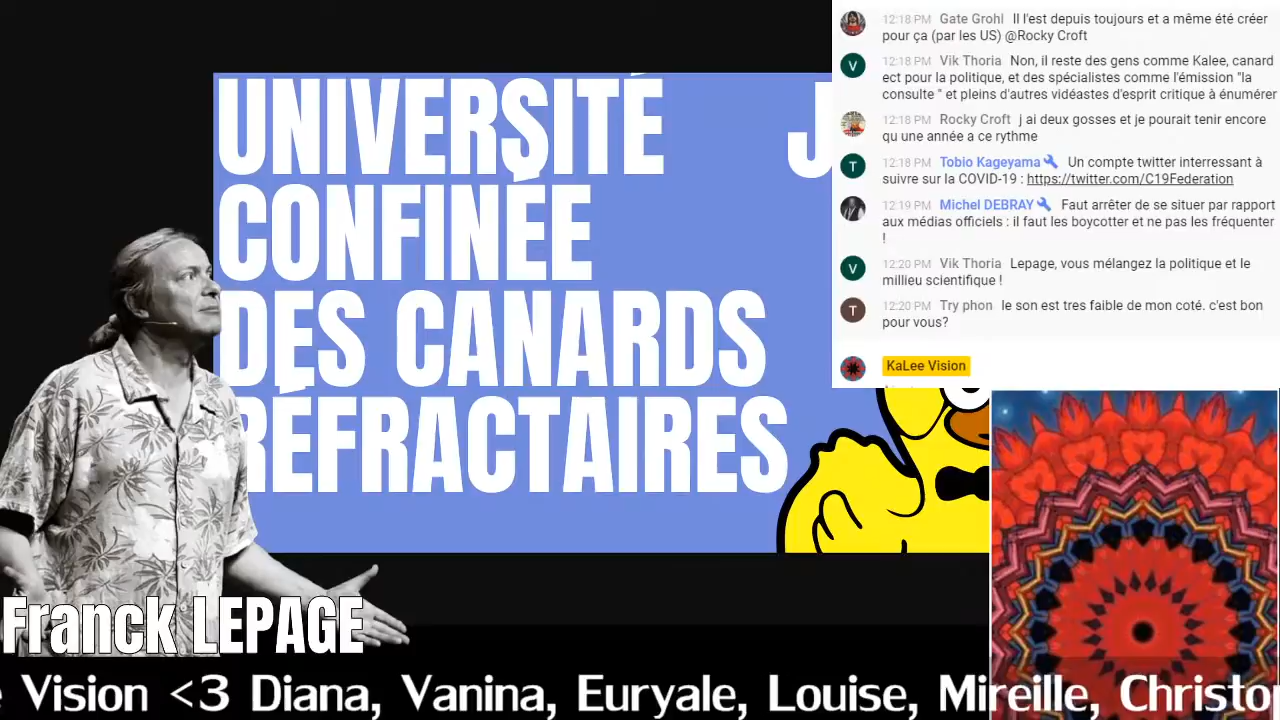 UNIVERSITÉ J
CONFINÉE
DES CANARDS
RÉFRACTAIRES
12:18 PM Gate Grohl Il l'est depuis toujours et a même été créer
pour ça (par les US) @Rocky Croft
12:18 PM Vik Thoria Non, il reste des gens comme Kalee, canard
ect pour la politique, et des spécialistes comme l'émission "la
consulte " et pleins d'autres vidéastes d'esprit critique à énumérer
12:18 PM Rocky Croft j ai deux gosses et je pourait tenir encore
qu une année a ce rythme
T 12:18 PM Tobio Kageyama Un compte twitter interressant à
suivre sur la COVID-19 : https://twitter.com/C19Federation
12:19 PM Michel DEBRAY Faut arrêter de se situer par rapport
aux médias officiels : il faut les boycotter et ne pas les fréquenter
!
V 12:20 PM Vik Thoria Lepage, vous mélangez la politique et le
millieu scientifique !
T 12:20 PM Try phon le son est tres faible de mon coté. c'est bon
pour vous?
KaLee Vision
Franck LEPAGE
e Vision <3 Diana, Vanina, Euryale, Louise, Mireille, Christo